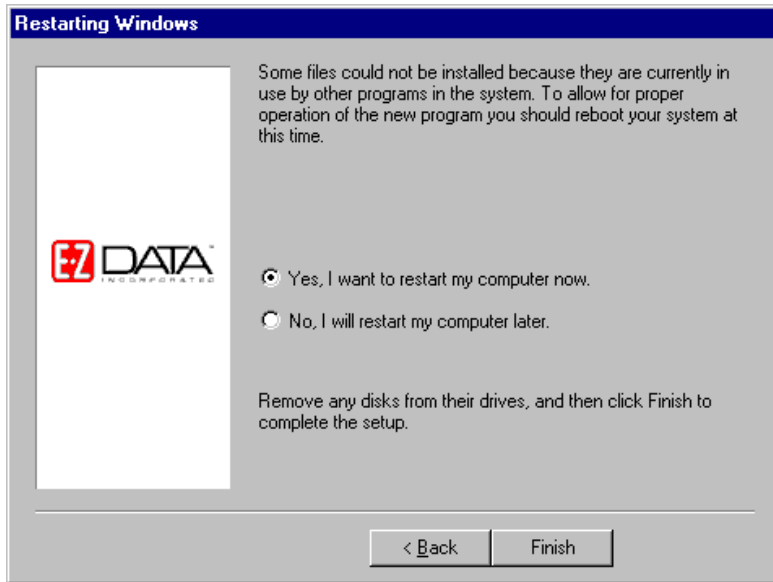 Restarting Windows
Some files could not be installed because they are currently in
use by other programs in the system. To allow for proper
operation of the new program you should reboot your system at
this time.
E-Z DATA™
INCORPORATED
Yes, I want to restart my computer now.
No, I will restart my computer later.
Remove any disks from their drives, and then click Finish to
complete the setup.
< Back
Finish